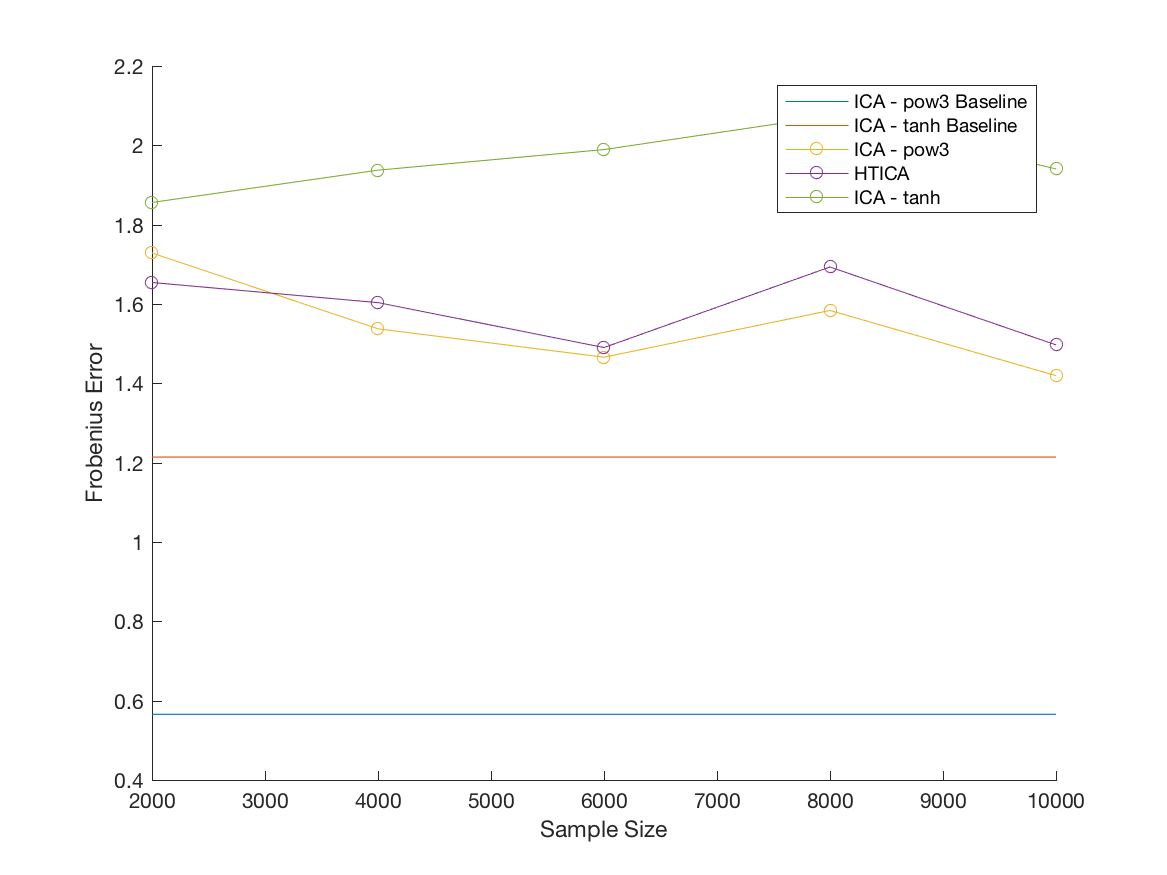 2.2
2
1.8
1.6
1.4
1.2
1
0.8
0.6
0.4
Frobenius Error
ICA - pow3 Baseline
ICA - tanh Baseline
ICA - pow3
HTICA
ICA - tanh
2000 3000 4000 5000 6000 7000 8000 9000 10000
Sample Size